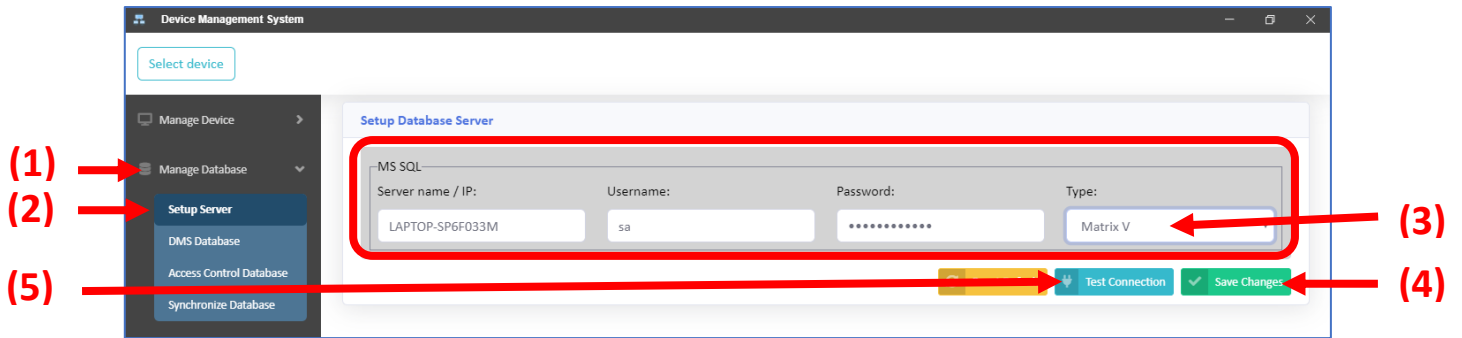 Device Management System
Select device
Manage Device
(1)
Manage Database
(2)
Setup Server
DMS Database
Access Control Database
(5)
Synchronize Database
Setup Database Server
MS SQL
Server name / IP: Username: Password: Type:
LAPTOP-SP6F033M sa •••••••••••• Matrix V
(3)
Test Connection Save Changes
(4)